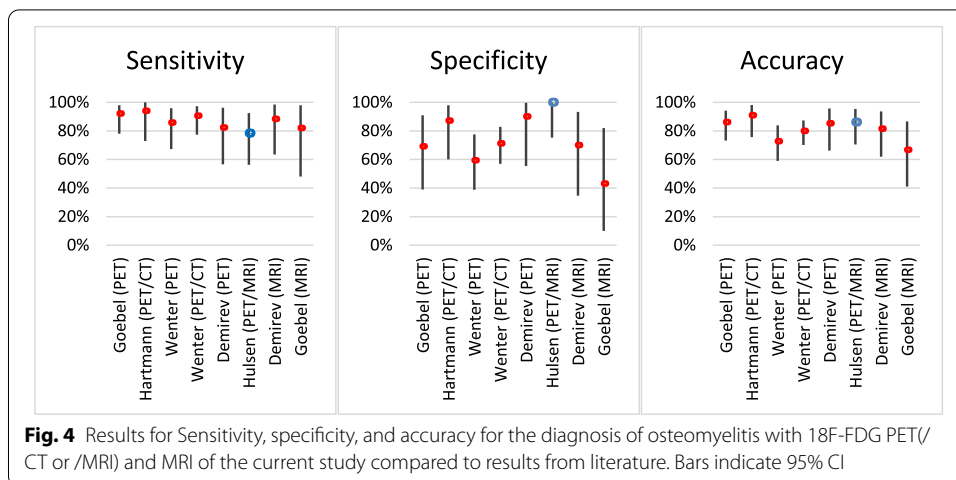 Sensitivity
100%
80%
60%
40%
20%
0%
Goebel (PET)
Hartmann (PET/CT)
Wenter (PET)
Wenter (PET/CT)
Demirev (PET)
Hulsen (PET/MRI)
Demirev (MRI)
Goebel (MRI)
Specificity
100%
80%
60%
40%
20%
0%
Goebel (PET)
Hartmann (PET/CT)
Wenter (PET)
Wenter (PET/CT)
Demirev (PET)
Hulsen (PET/MRI)
Demirev (MRI)
Goebel (MRI)
Accuracy
100%
80%
60%
40%
20%
0%
Goebel (PET)
Hartmann (PET/CT)
Wenter (PET)
Wenter (PET/CT)
Demirev (PET)
Hulsen (PET/MRI)
Demirev (MRI)
Goebel (MRI)
Fig. 4 Results for Sensitivity, specificity, and accuracy for the diagnosis of osteomyelitis with 18F-FDG PET(/
CT or /MRI) and MRI of the current study compared to results from literature. Bars indicate 95% CI